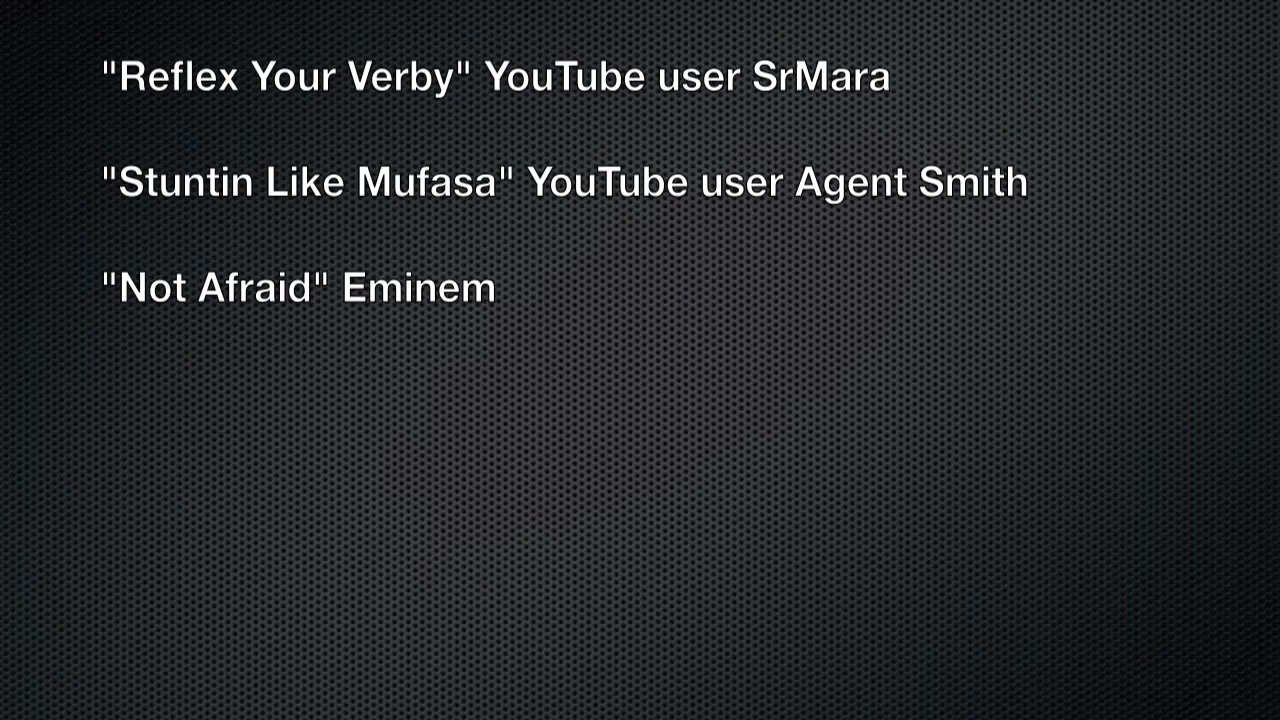 "Reflex Your Verby" YouTube user SrMara
"Stuntin Like Mufasa" YouTube user Agent Smith
"Not Afraid" Eminem